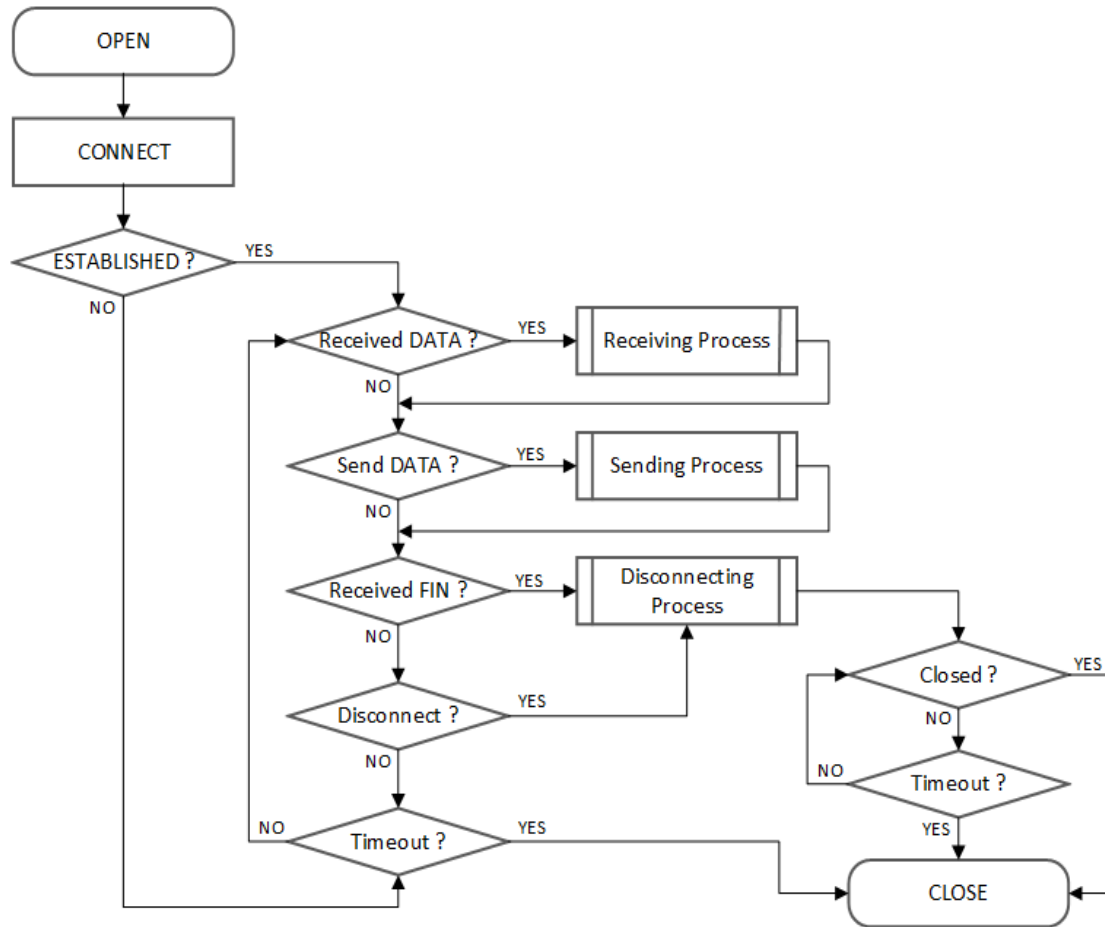 OPEN
CONNECT
ESTABLISHED ?
YES
NO
Received DATA ?
YES
Receiving Process
NO
Send DATA ?
YES
Sending Process
NO
Received FIN ?
YES
Disconnecting
Process
NO
Closed ?
YES
Disconnect ?
YES
NO
NO
NO
Timeout ?
NO
Timeout ?
YES
YES
CLOSE